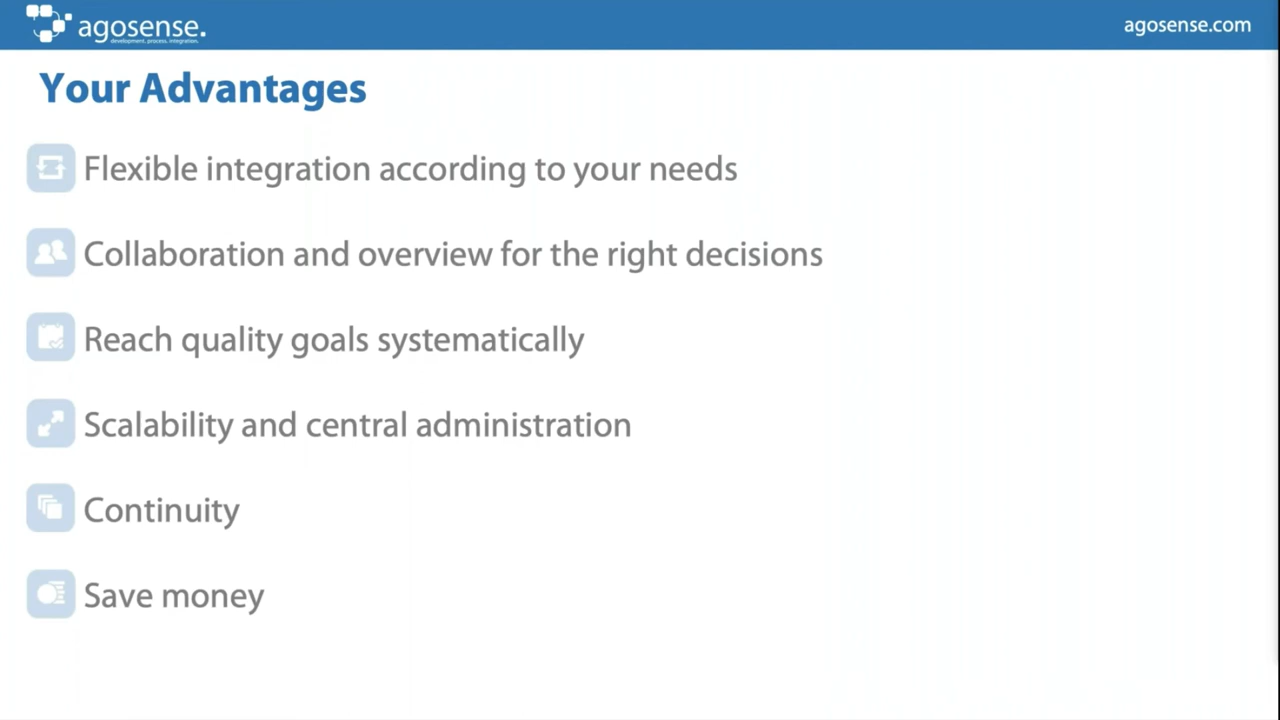 agosense.
development. process. integration.
agosense.com
Your Advantages
Flexible integration according to your needs
Collaboration and overview for the right decisions
Reach quality goals systematically
Scalability and central administration
Continuity
Save money